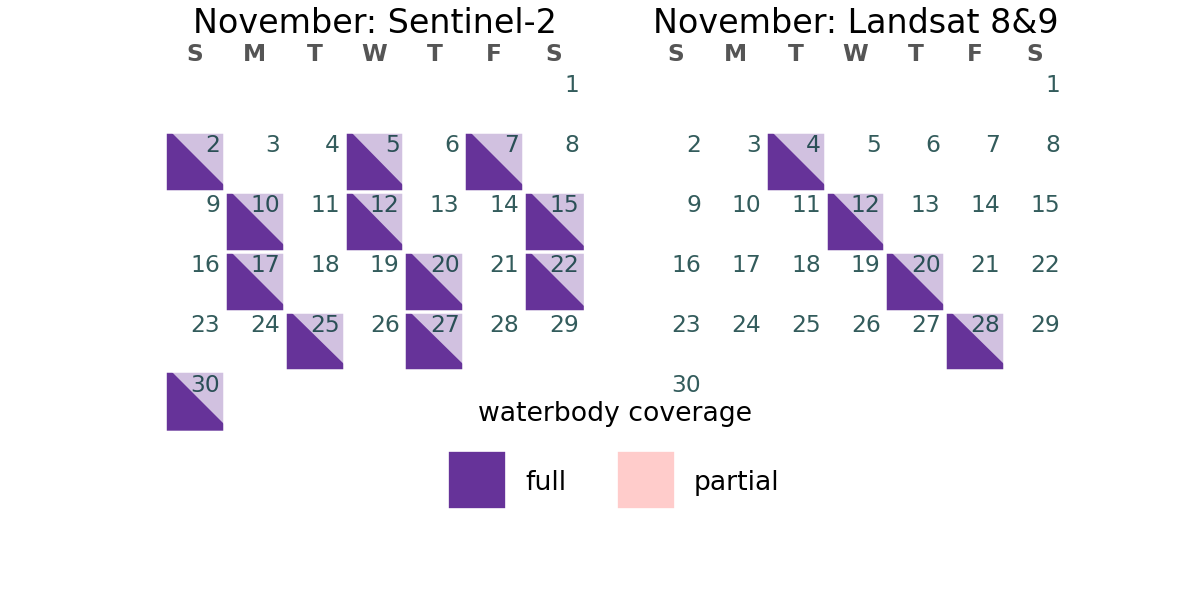 November: Sentinel-2
S M T W T F S
1
2 3 4 5 6 7 8
9 10 11 12 13 14 15
16 17 18 19 20 21 22
23 24 25 26 27 28 29
30
November: Landsat 8&9
S M T W T F S
1
2 3 4 5 6 7 8
9 10 11 12 13 14 15
16 17 18 19 20 21 22
23 24 25 26 27 28 29
30
waterbody coverage
full partial